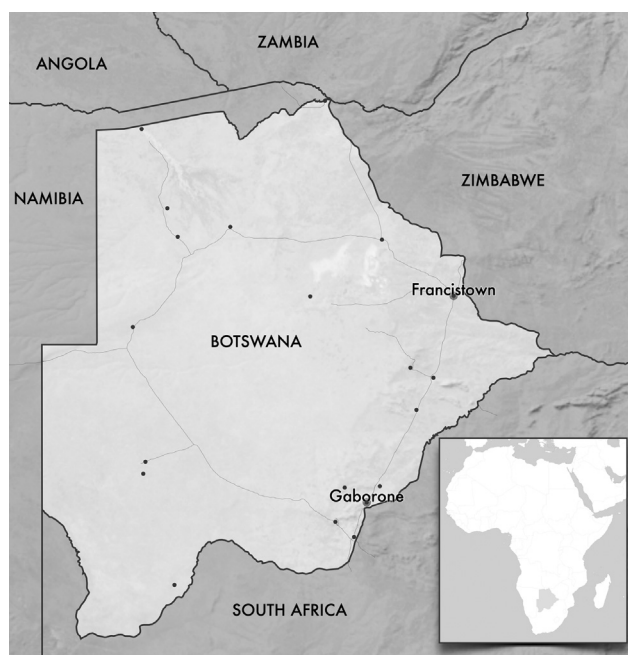 ZAMBIA
ANGOLA
ZIMBABWE
NAMIBIA
Francistown
BOTSWANA
Gaborone
SOUTH AFRICA